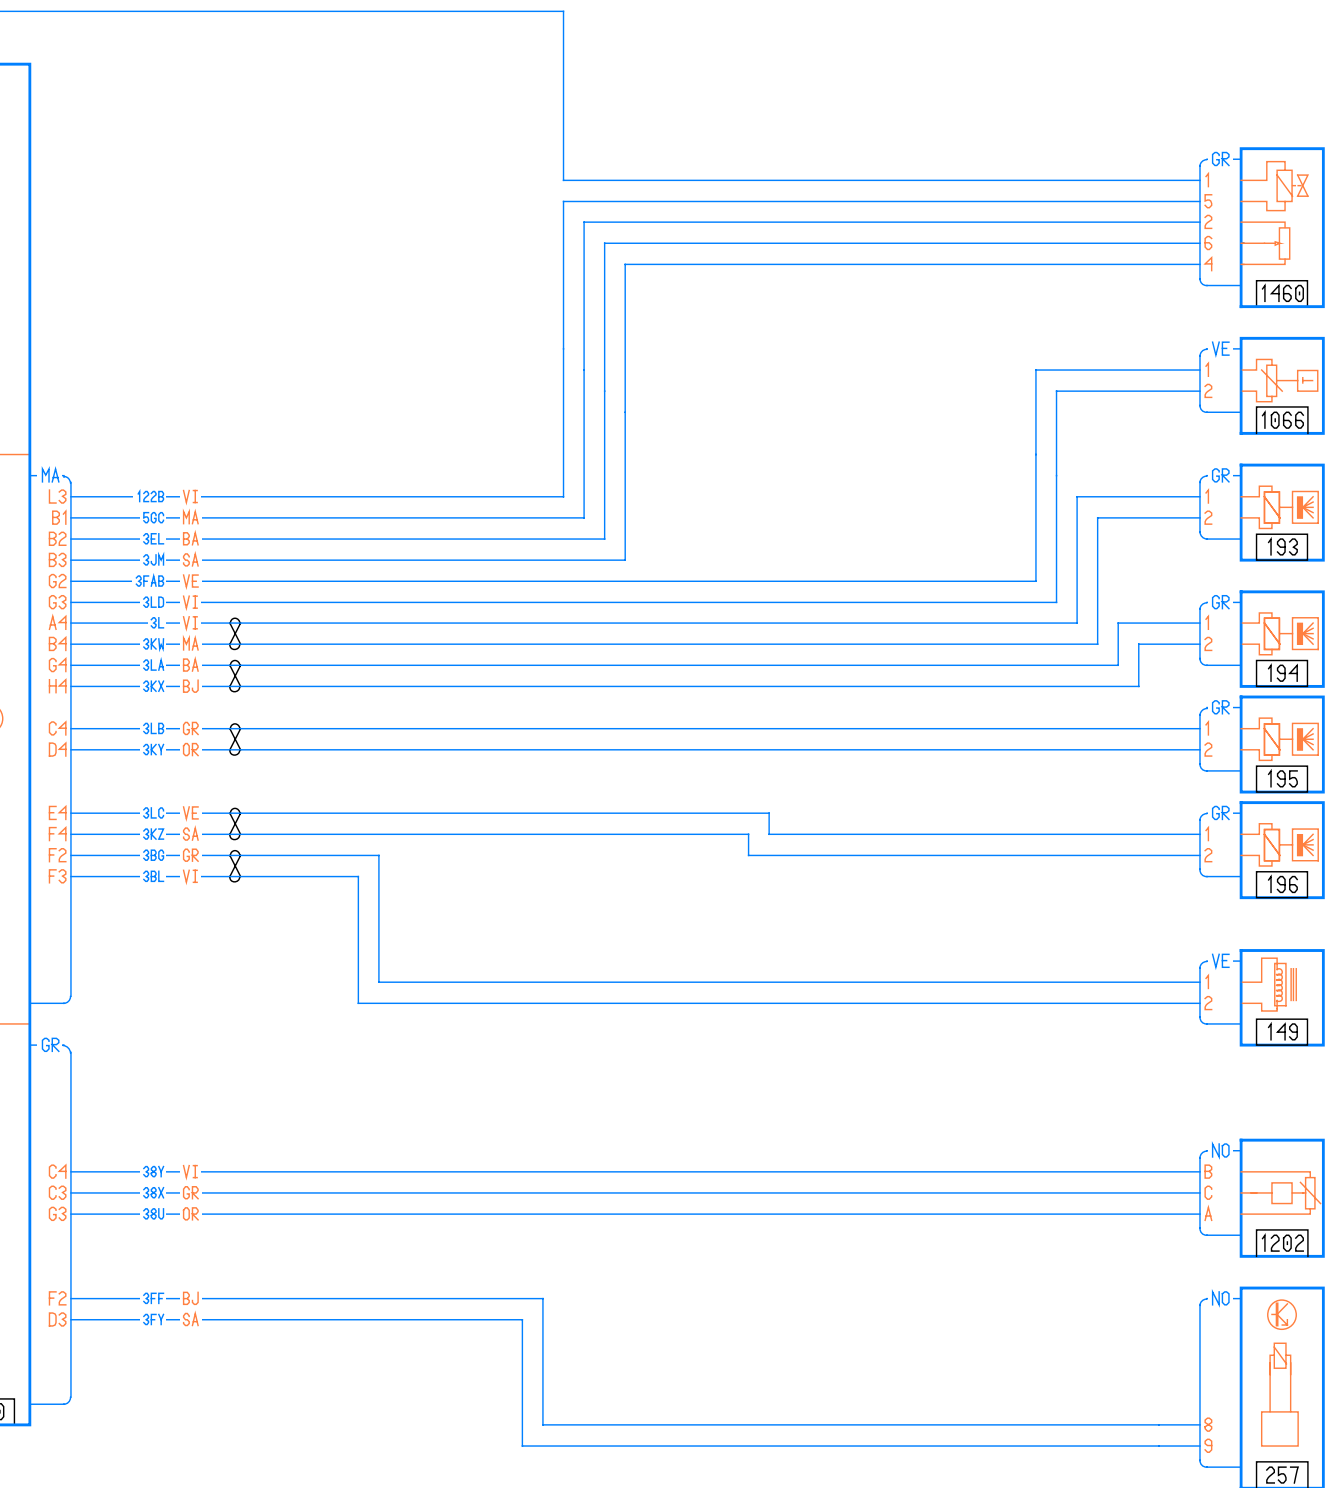 GR
1
5
2
6
4
1460
VE
1
2
1066
MA
L3 122B VI
B1 5GC MA
B2 3EL BA
B3 3JM SA
G2 3FAB VE
G3 3LD VI
A4 3L VI
B4 3KW MA
G4 3LA BA
H4 3KX BJ
C4 3LB GR
D4 3KY OR
E4 3LC VE
F4 3KZ SA
F2 3BG GR
F3 3BL VI
GR
1
2
193
GR
1
2
194
GR
1
2
195
GR
1
2
196
VE
1
2
149
GR
C4 38Y VI
C3 38X GR
G3 38U OR
F2 3FF BJ
D3 3FY SA
NO
B
C
A
1202
NO
8
9
257